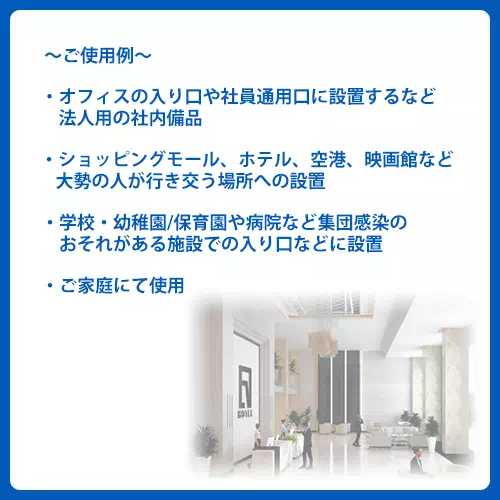 ～ご使用例～
・オフィスの入り口や社員通用口に設置するなど
法人用の社内備品
・ショッピングモール、ホテル、空港、映画館など
大勢の人が行き交う場所への設置
・学校・幼稚園/保育園や病院など集団感染の
おそれがある施設での入り口などに設置
・ご家庭にて使用